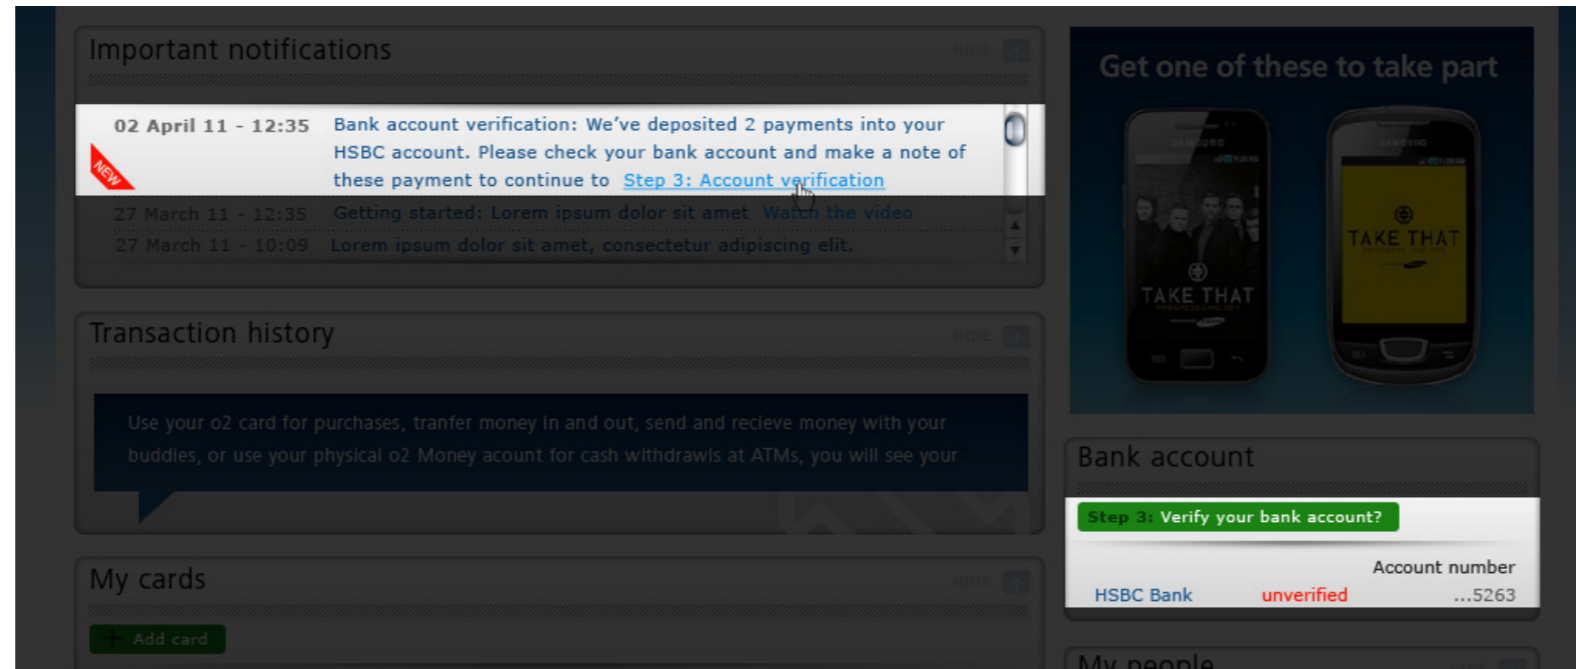 Important notifications
HIDE
02 April 11 - 12:35 Bank account verification: We've deposited 2 payments into your
HSBC account. Please check your bank account and make a note of
these payment to continue to Step 3: Account verification
NEW
27 March 11 - 12:35 Getting started: Lorem ipsum dolor sit amet Watch the video
27 March 11 - 10:09 Lorem ipsum dolor sit amet, consectetur adipiscing elit.
Transaction history
HIDE
Use your o2 card for purchases, tranfer money in and out, send and recieve money with your
buddies, or use your physical o2 Money acount for cash withdrawls at ATMs, you will see your
My cards
HIDE
+ Add card
Get one of these to take part
SAMSUNG
SAMSUNG
TAKE THAT
TAKE THAT
Bank account
Step 3: Verify your bank account?
Account number
HSBC Bank unverified ...5263
My people